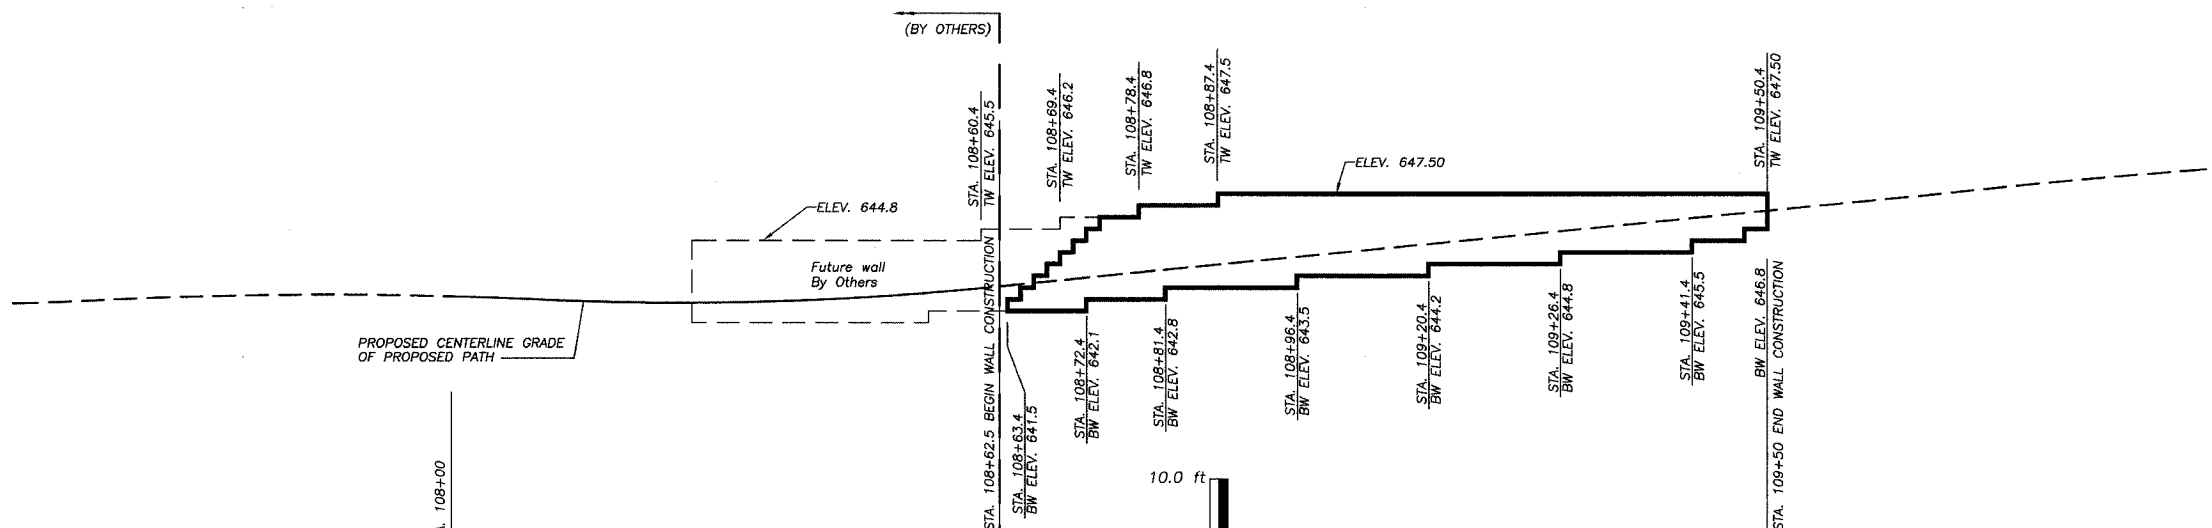 (BY OTHERS)
STA. 108+60.4
TW ELEV. 645.5
STA. 108+69.4
TW ELEV. 646.2
STA. 108+78.4
TW ELEV. 646.8
STA. 108+87.4
TW ELEV. 647.5
STA. 109+50.4
TW ELEV. 647.50
ELEV. 647.50
ELEV. 644.8
Future wall
By Others
PROPOSED CENTERLINE GRADE
OF PROPOSED PATH
STA. 108+62.5 BEGIN WALL CONSTRUCTION
STA. 108+63.4
BW ELEV. 641.5
STA. 108+72.4
BW ELEV. 642.1
STA. 108+81.4
BW ELEV. 642.8
STA. 108+96.4
BW ELEV. 643.5
STA. 109+20.4
BW ELEV. 644.2
STA. 109+26.4
BW ELEV. 644.8
STA. 109+41.4
BW ELEV. 645.5
BW ELEV. 646.8
STA. 109+50 END WALL CONSTRUCTION
108+00
10.0 ft